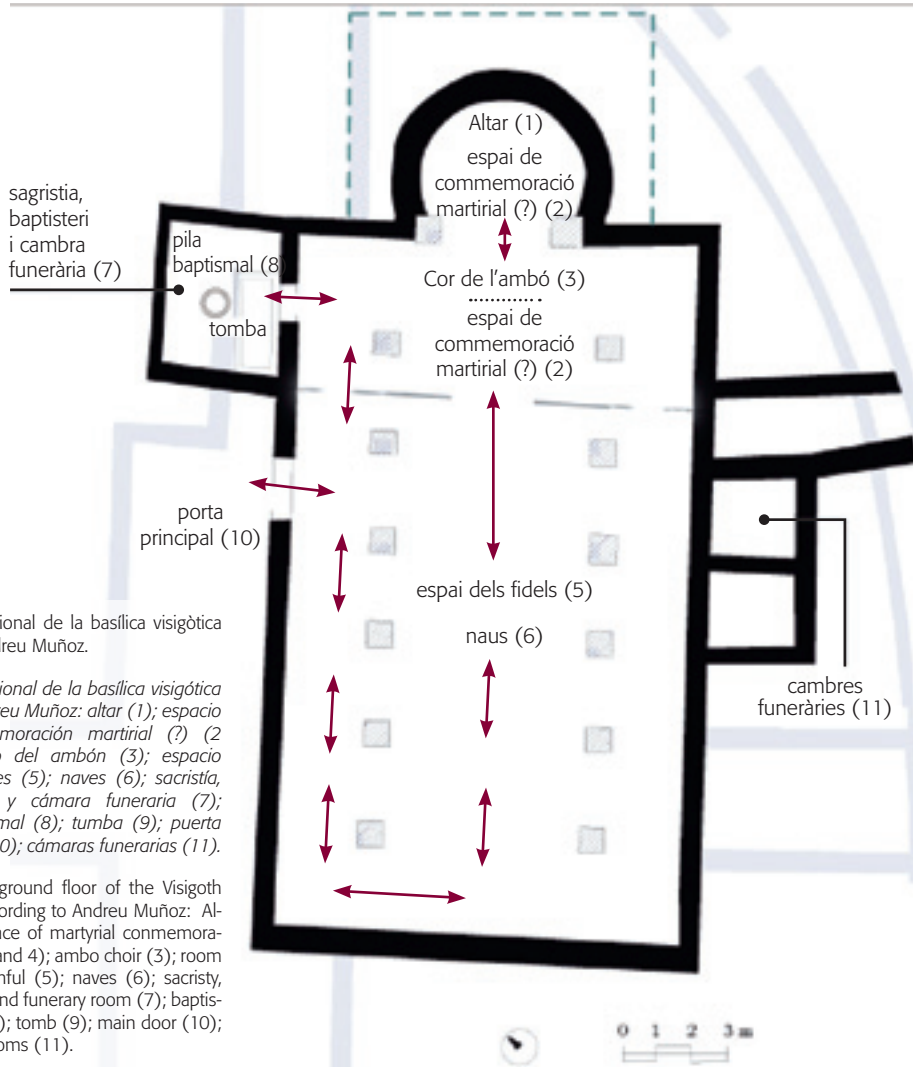 Altar (1)
espai de
commemoració
martirial (?) (2)
sagristia,
baptisteri
i cambra
funerària (7)
pila
baptismal (8)
tomba
Cor de l'ambó (3)
espai de
commemoració
martirial (?) (2)
porta
principal (10)
espai dels fidels (5)
naus (6)
cambres
funeràries (11)
ional de la basílica visigòtica
dreu Muñoz.
ional de la basílica visigótica
reu Muñoz: altar (1); espacio
emoración martirial (?) (2
o del ambón (3); espacio
es (5); naves (6); sacristía,
y cámara funeraria (7);
smal (8); tumba (9); puerta
0); cámaras funerarias (11).
ground floor of the Visigoth
ording to Andreu Muñoz: Al-
ace of martyrial conmemora-
and 4); ambo choir (3); room
nful (5); naves (6); sacristy,
nd funerary room (7); baptis-
); tomb (9); main door (10);
oms (11).
0 1 2 3 m